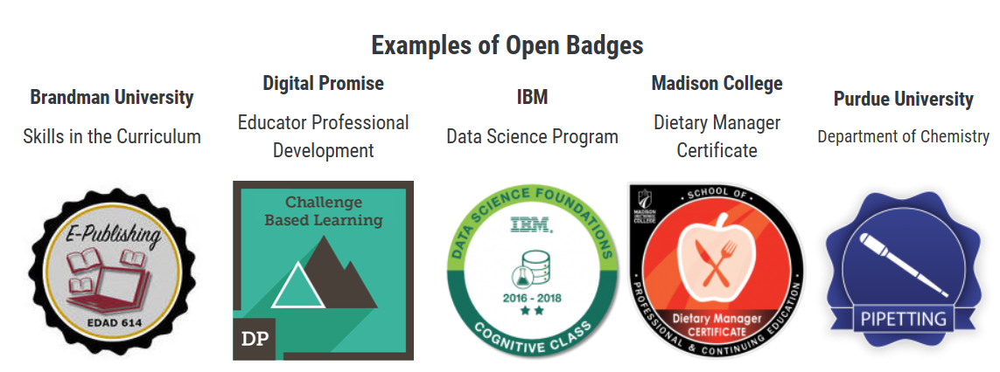 Examples of Open Badges
Brandman University
Skills in the Curriculum
E-Publishing
EDAD 614
Digital Promise
Educator Professional
Development
Challenge
Based Learning
DP
IBM
Data Science Program
DATA SCIENCE FOUNDATIONS
IBM.
2016 - 2018
COGNITIVE CLASS
Madison College
Dietary Manager
Certificate
· SCHOOL OF ·
MADISON
COLLEGE
Dietary Manager
CERTIFICATE
· PROFESSIONAL & CONTINUING EDUCATION ·
Purdue University
Department of Chemistry
PIPETTING